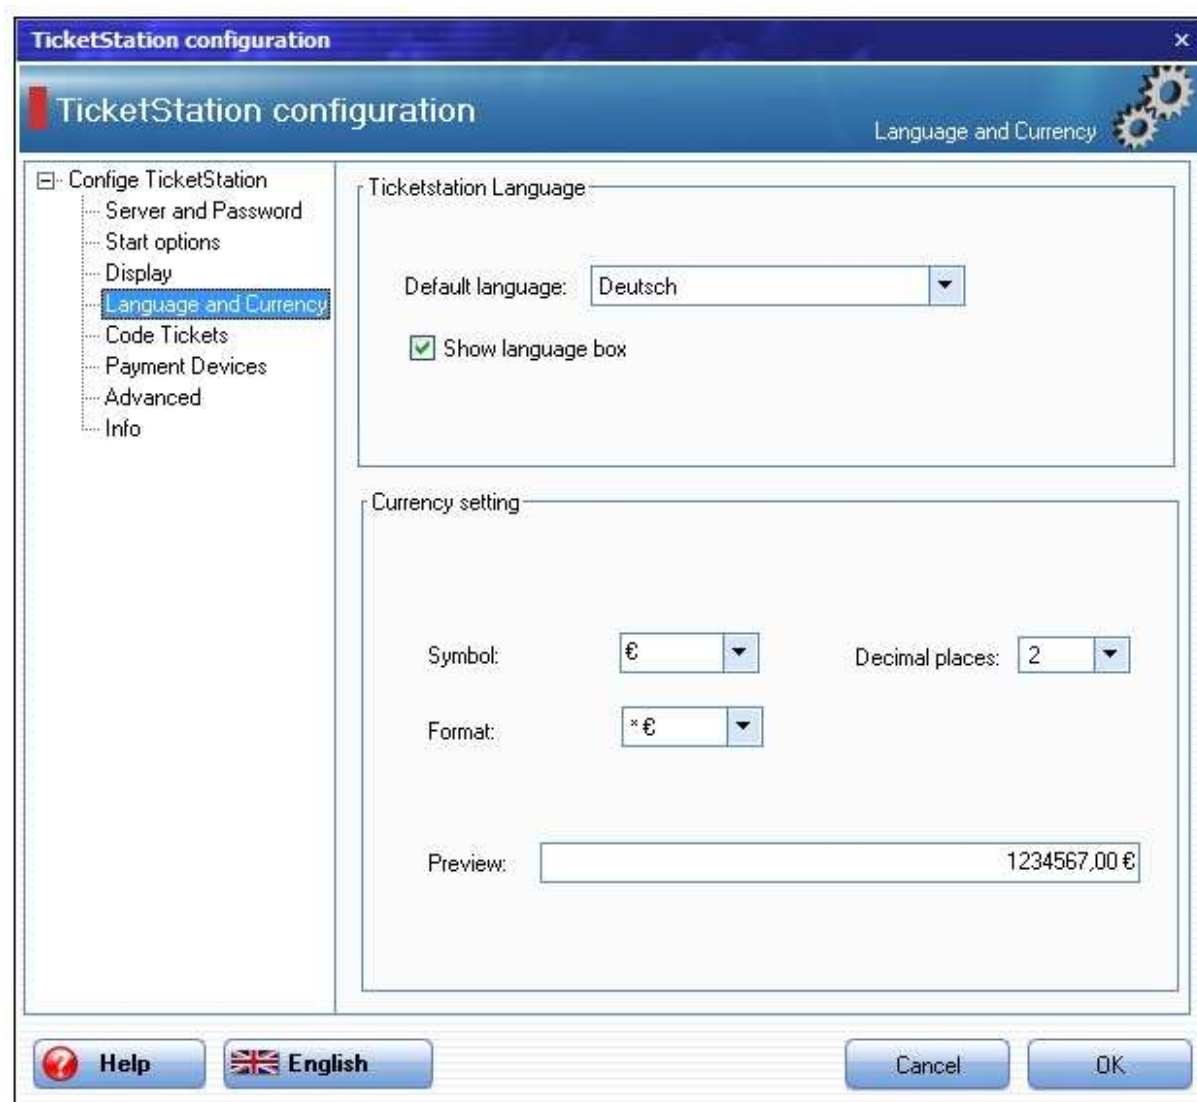 TicketStation configuration
TicketStation configuration
Language and Currency
Confige TicketStation
Server and Password
Start options
Display
Language and Currency
Code Tickets
Payment Devices
Advanced
Info
Ticketstation Language
Default language: Deutsch
Show language box
Currency setting
Symbol: € Decimal places: 2
Format: * €
Preview: 1234567,00 €
? Help English Cancel OK